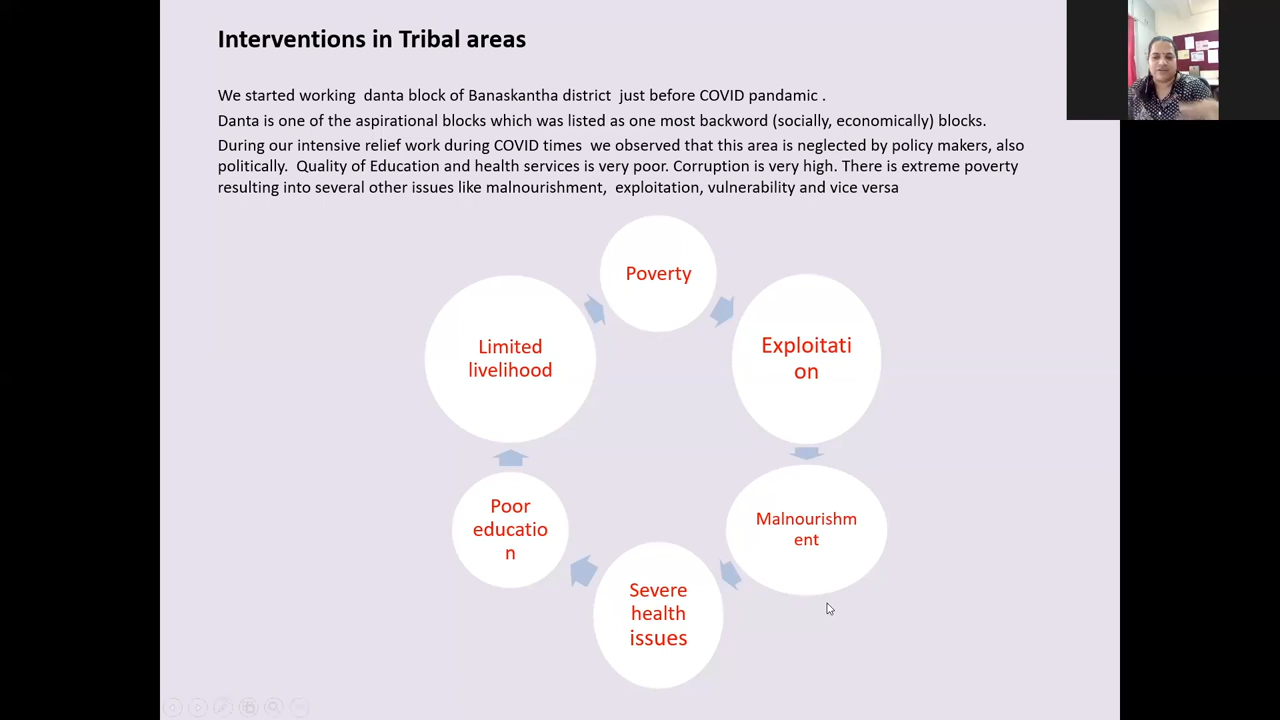 Interventions in Tribal areas
We started working  danta block of Banaskantha district  just before COVID pandamic .
Danta is one of the aspirational blocks which was listed as one most backword (socially, economically) blocks.
During our intensive relief work during COVID times  we observed that this area is neglected by policy makers, also
politically.  Quality of Education and health services is very poor. Corruption is very high. There is extreme poverty
resulting into several other issues like malnourishment,  exploitation, vulnerability and vice versa
Poverty
Exploitati
on
Malnourishm
ent
Severe
health
issues
Poor
educatio
n
Limited
livelihood